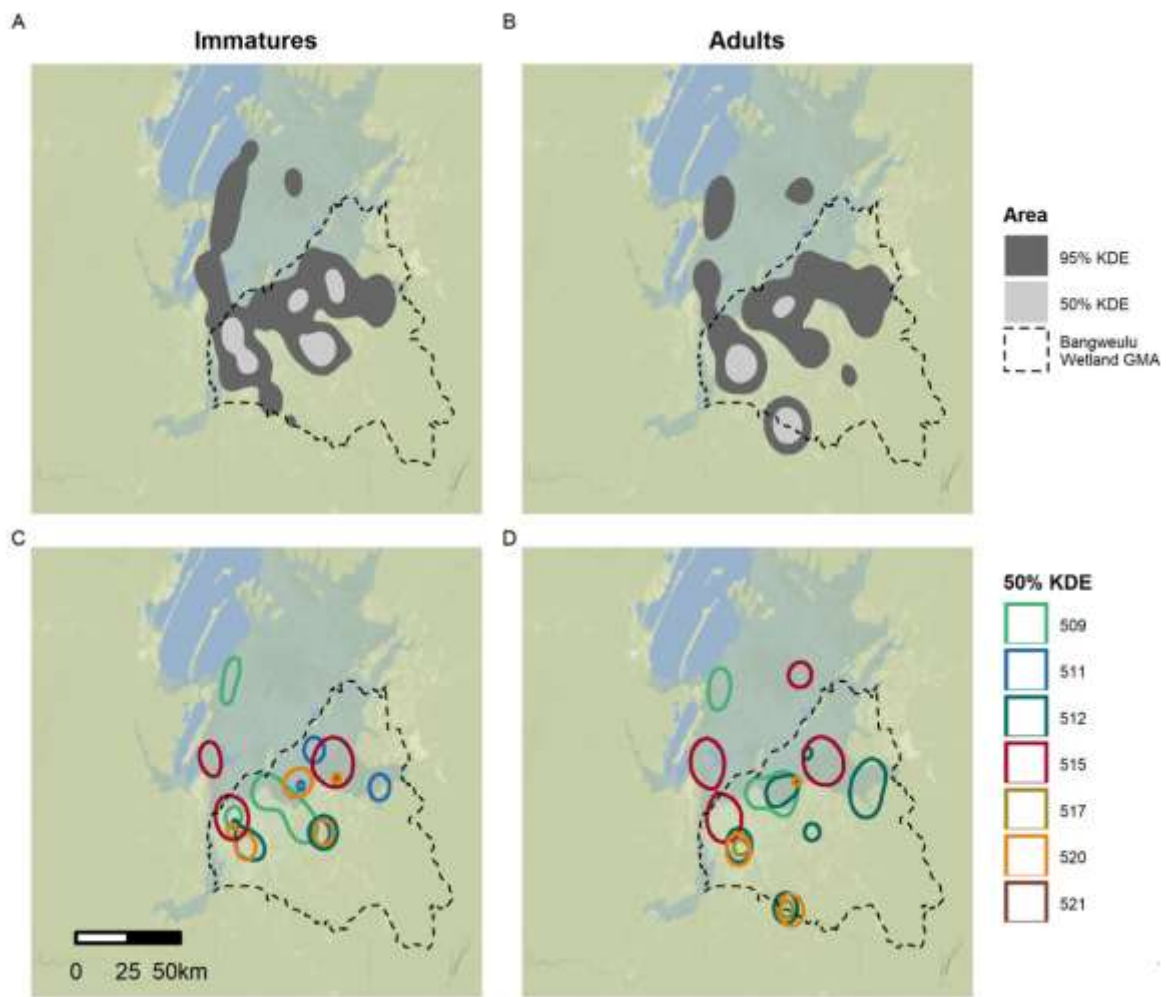 A
Immatures
B
Adults
Area
95% KDE
50% KDE
Bangweulu
Wetland GMA
C
D
50% KDE
509
511
512
515
517
520
521
0 25 50km